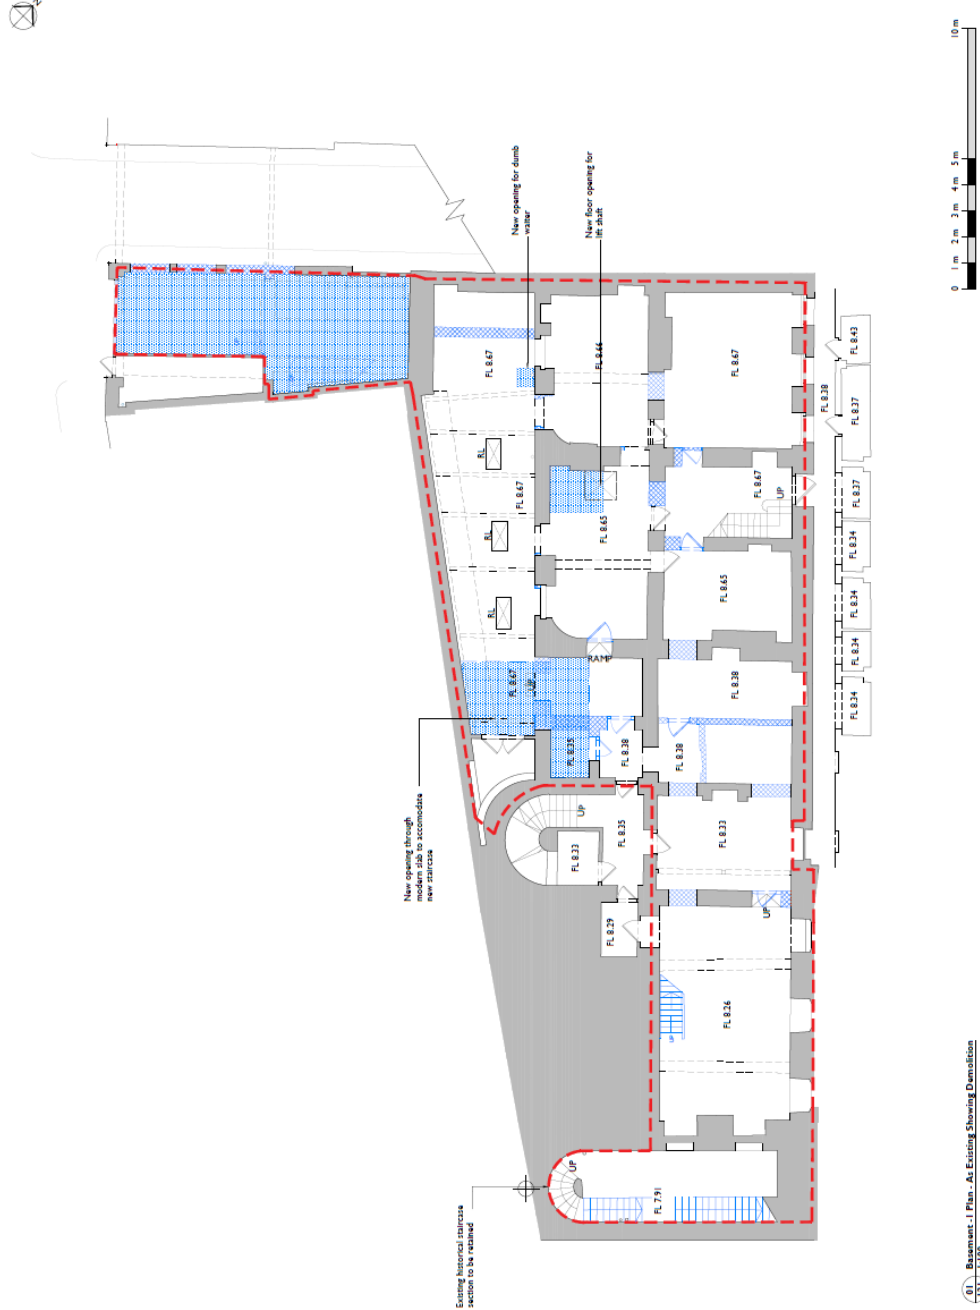 N
10 m
5 m
4 m
3 m
2 m
1 m
0
New opening for dumb
waiter
New floor opening for
lift shaft
FL 8.67
FL 8.66
FL 8.67
FL 8.43
FL 8.38
FL 8.37
RL
FL 8.67
FL 8.67
UP
FL 8.37
RL
FL 8.65
FL 8.34
RL
FL 8.65
FL 8.34
RAMP
FL 8.34
FL 8.67
UP
FL 8.38
FL 8.34
FL 8.35
FL 8.38
FL 8.38
New opening through
modern slab to accomodate
new staircase
UP
FL 8.35
FL 8.33
FL 8.33
FL 8.29
UP
FL 8.26
UP
UP
FL 7.91
Existing historical staircase
section to be retained
01
Basement -1 Plan - As Existing Showing Demolition